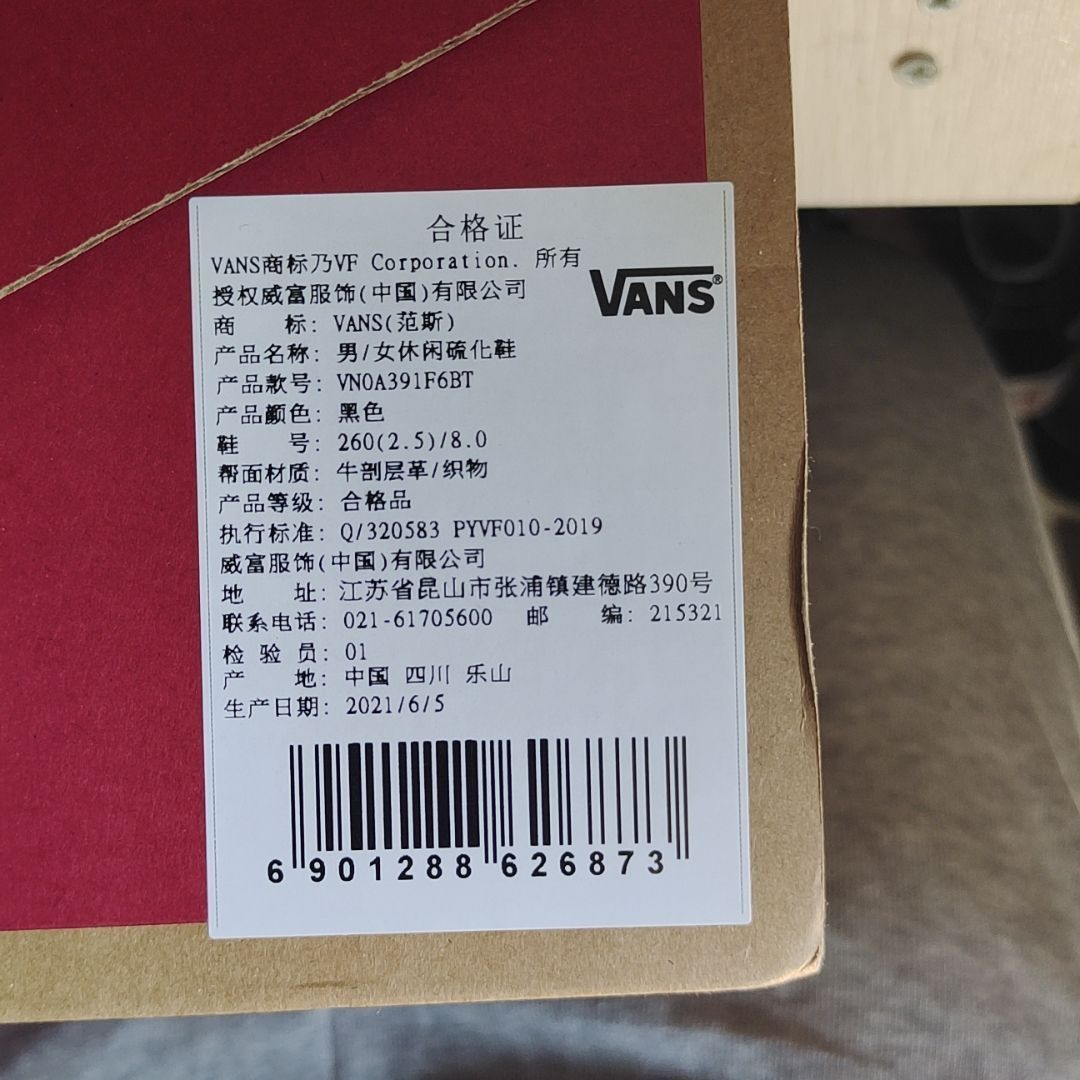 合格证
VANS商标乃VF Corporation. 所有
授权威富服饰(中国)有限公司
VANS®
商 标: VANS(范斯)
产品名称: 男/女休闲硫化鞋
产品款号: VN0A391F6BT
产品颜色: 黑色
鞋 号: 260(2.5)/8.0
帮面材质: 牛剖层革/织物
产品等级: 合格品
执行标准: Q/320583 PYVF010-2019
威富服饰(中国)有限公司
地 址: 江苏省昆山市张浦镇建德路390号
联系电话: 021-61705600 邮 编: 215321
检 验 员: 01
产 地: 中国 四川 乐山
生产日期: 2021/6/5
6 901288 626873